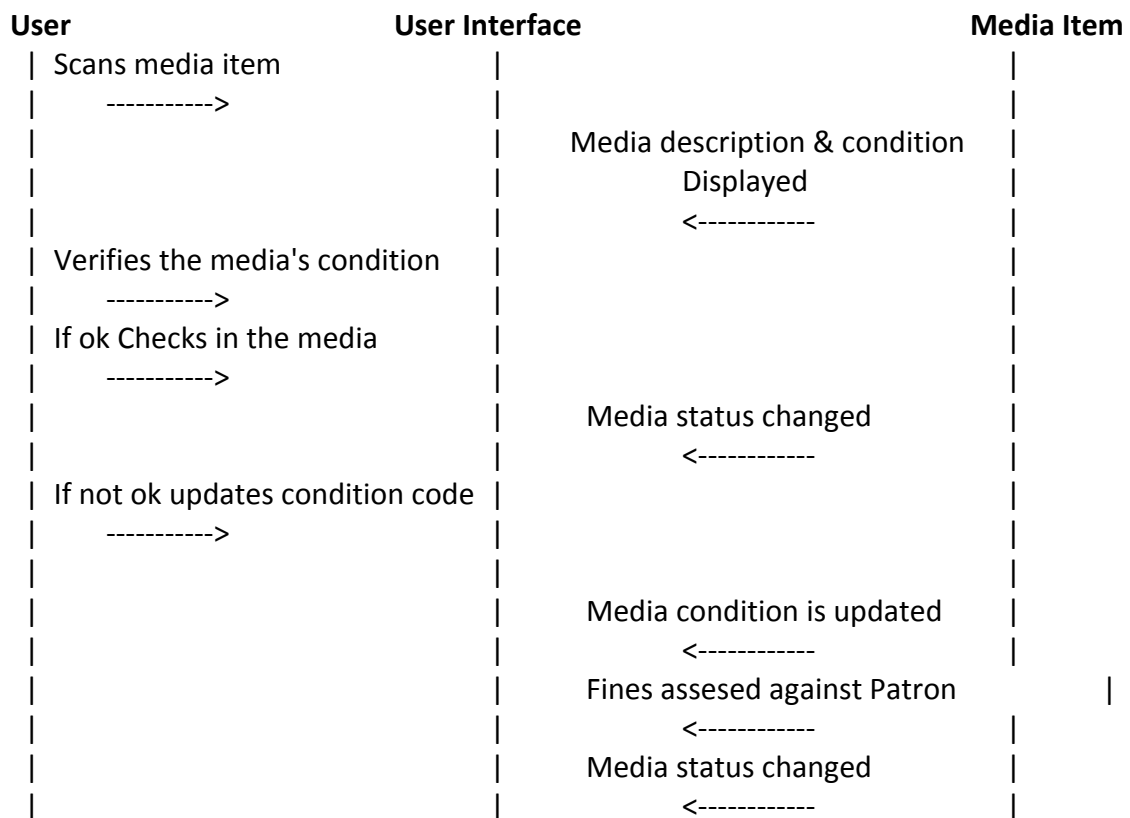 User User Interface Media Item
| Scans media item | |
| -----------> | |
| | Media description & condition |
| | Displayed |
| | <------------ |
| Verifies the media's condition | |
| -----------> | |
| If ok Checks in the media | |
| -----------> | |
| | Media status changed |
| | <------------ |
| If not ok updates condition code | |
| -----------> | |
| | |
| | Media condition is updated |
| | <------------ |
| | Fines assesed against Patron |
| | <------------ |
| | Media status changed |
| | <------------ |